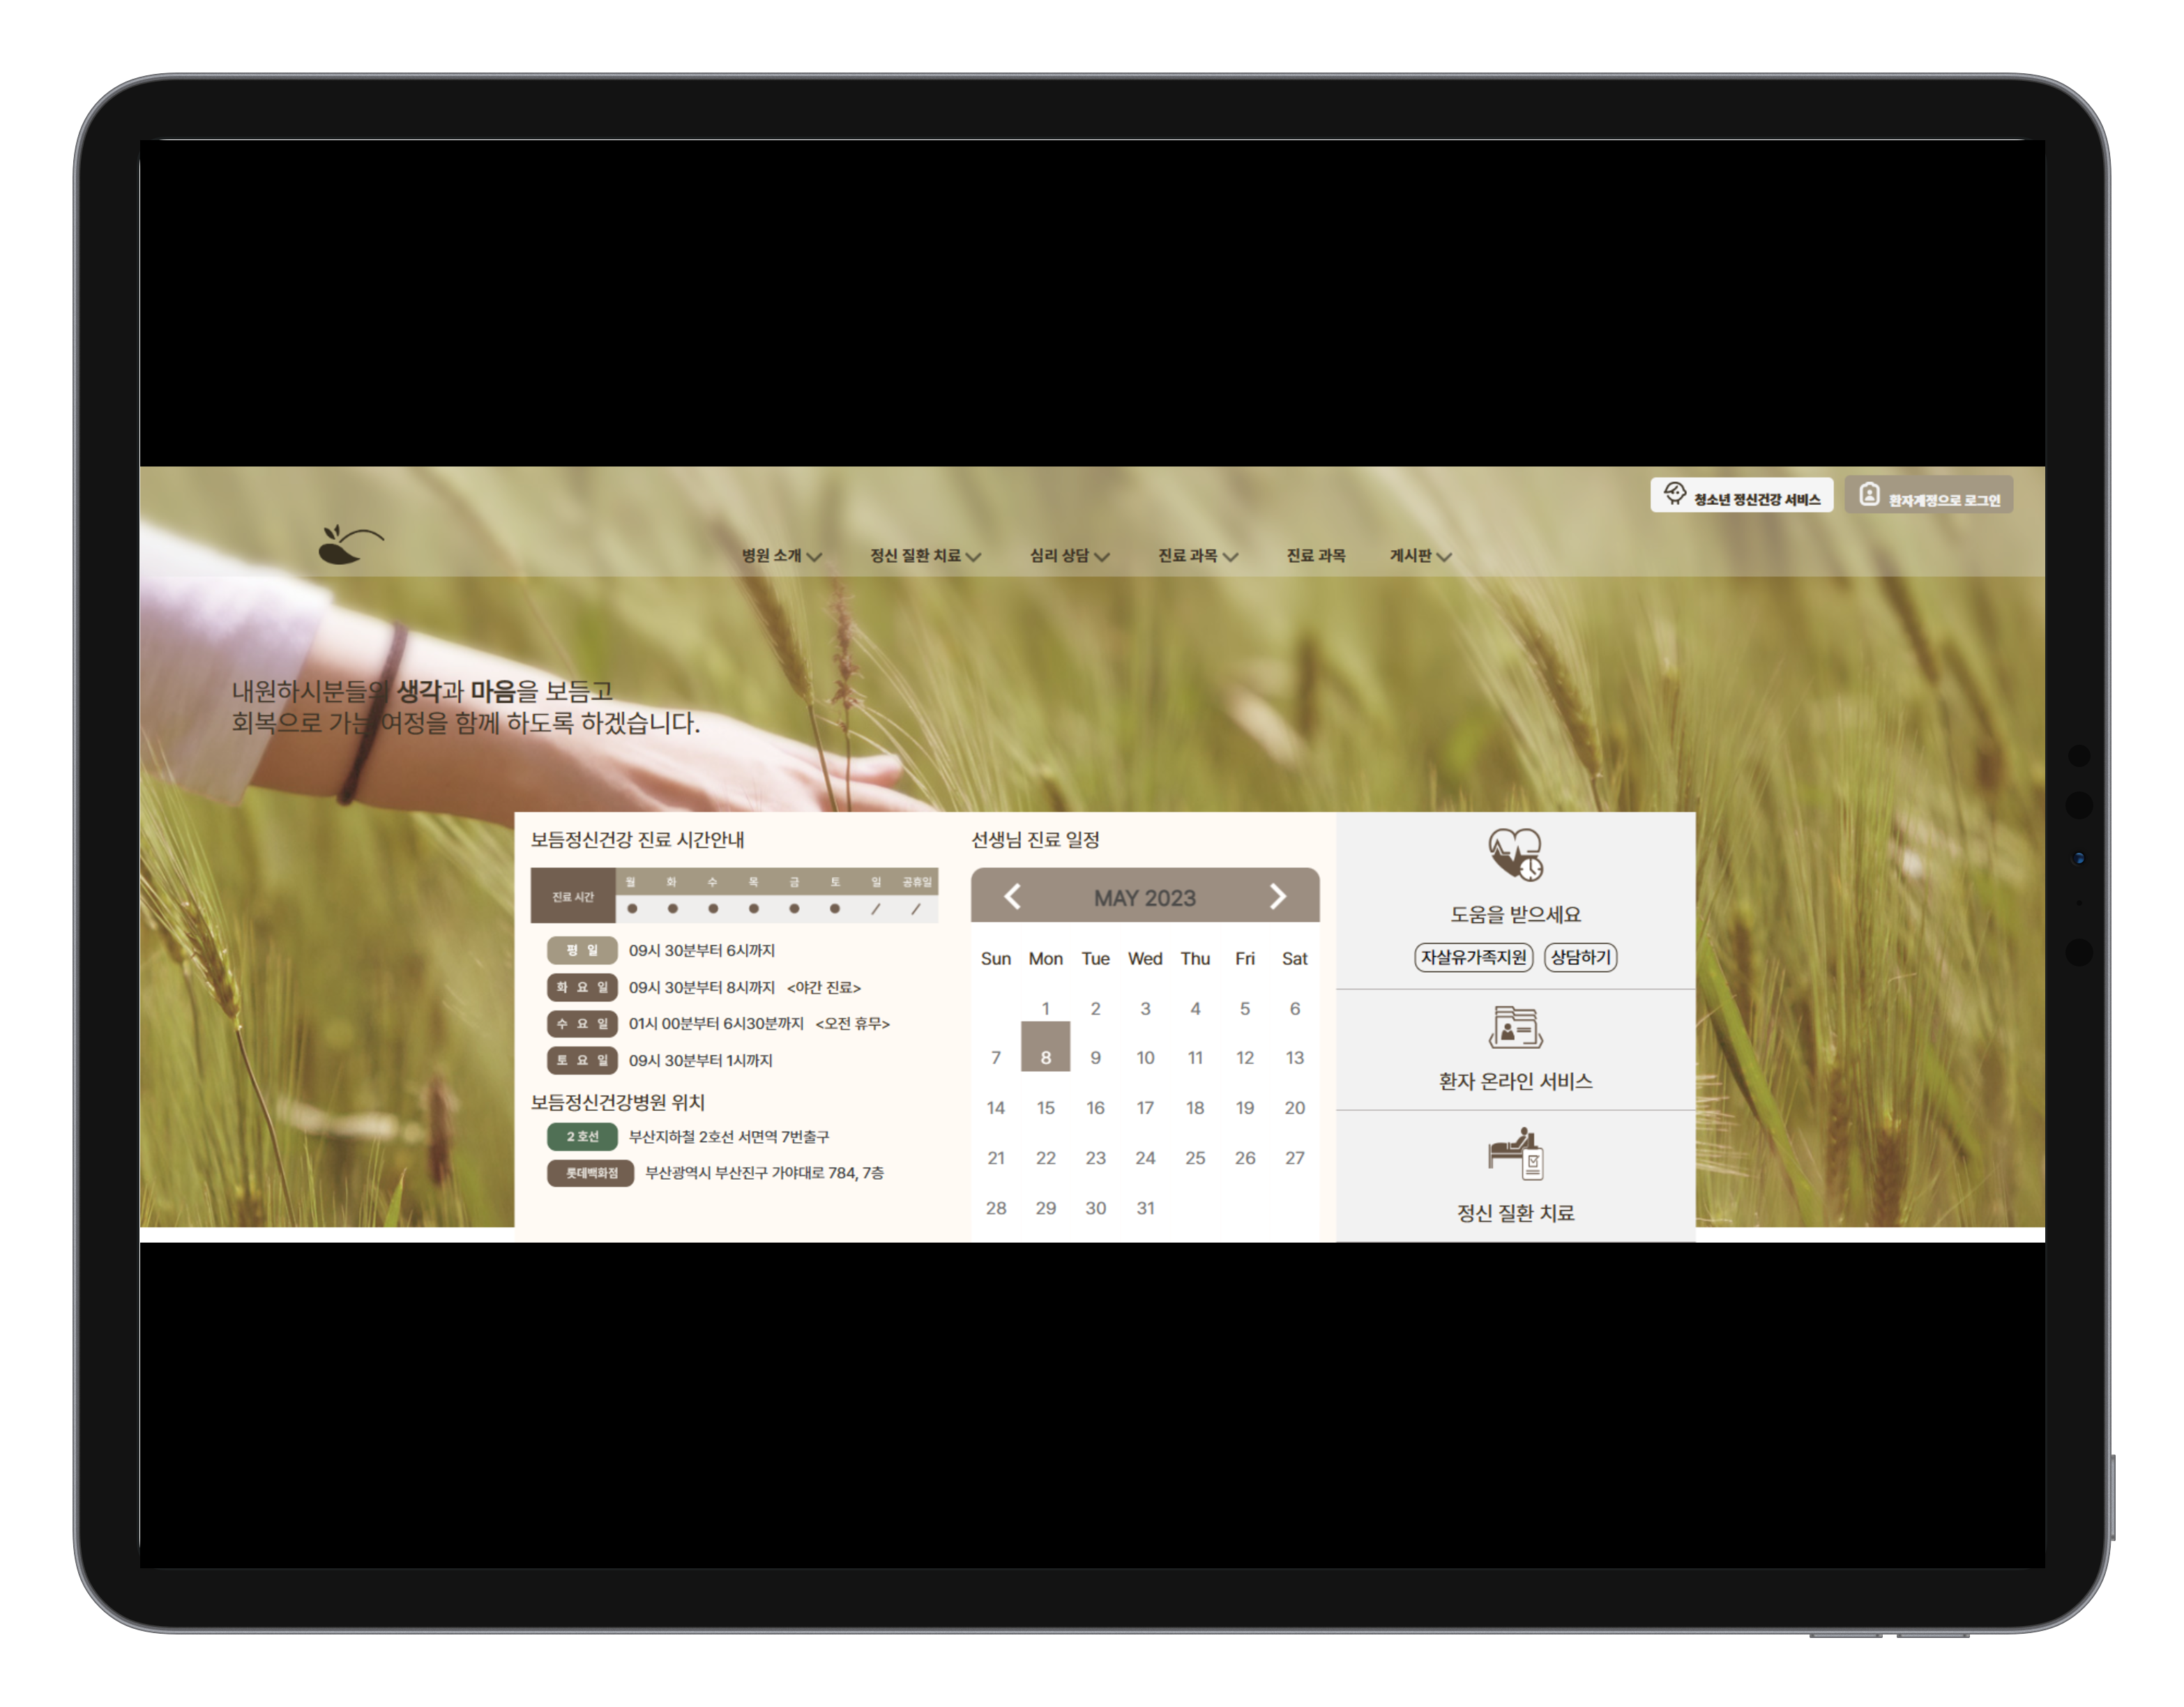 청소년 정신건강 서비스
환자계정으로 로그인
병원 소개 정신 질환 치료 심리 상담 진료 과목 진료 과목 게시판
내원하시분들의 생각과 마음을 보듬고
회복으로 가는 여정을 함께 하도록 하겠습니다.
보듬정신건강 진료 시간안내
진료 시간
월 화 수 목 금 토 일 공휴일
● ● ● ● ● ● / /
평 일 09시 30분부터 6시까지
화 요 일 09시 30분부터 8시까지 <야간 진료>
수 요 일 01시 00분부터 6시30분까지 <오전 휴무>
토 요 일 09시 30분부터 1시까지
보듬정신건강병원 위치
2 호선 부산지하철 2호선 서면역 7번출구
롯데백화점 부산광역시 부산진구 가야대로 784, 7층
선생님 진료 일정
MAY 2023
Sun Mon Tue Wed Thu Fri Sat
1 2 3 4 5 6
7 8 9 10 11 12 13
14 15 16 17 18 19 20
21 22 23 24 25 26 27
28 29 30 31
도움을 받으세요
자살유가족지원 상담하기
환자 온라인 서비스
정신 질환 치료